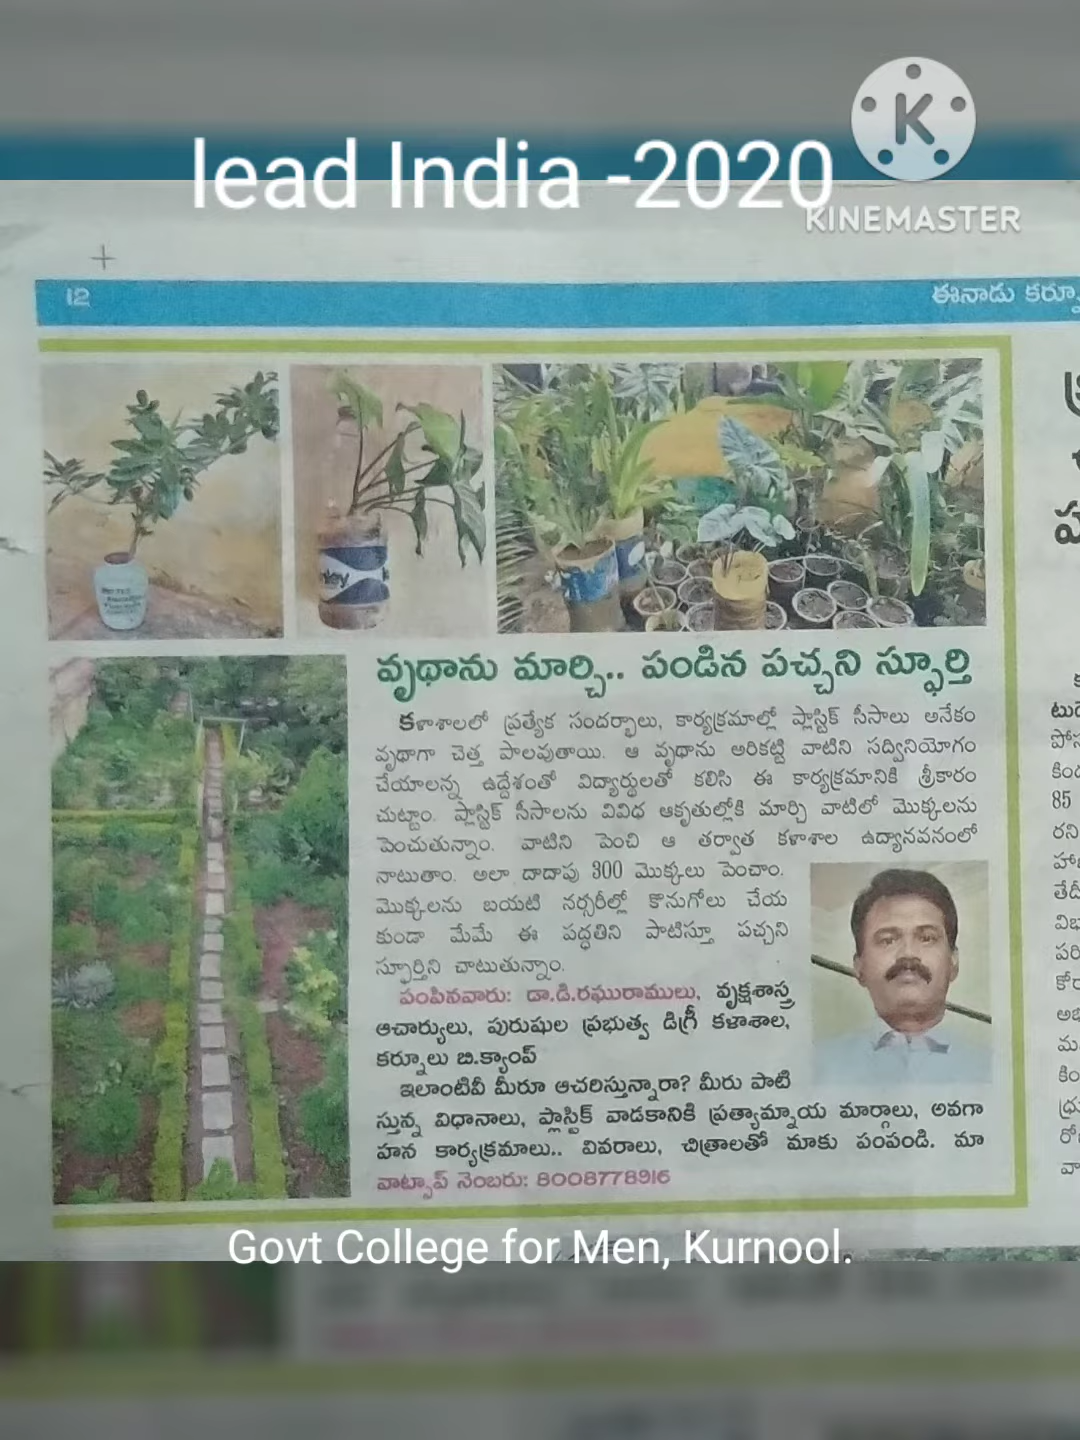 lead India -2020
K
KINEMASTER
12
ఈనాడు కర్నూ
వృథాను మార్చి.. పండిన పచ్చని స్ఫూర్తి
కళాశాలలో ప్రత్యేక సందర్భాలు, కార్యక్రమాల్లో ప్లాస్టిక్ సీసాలు అనేకం
వృథాగా చెత్త పాలవుతాయి. ఆ వృథాను అరికట్టి వాటిని సద్వినియోగం
చేయాలన్న ఉద్దేశంతో విద్యార్థులతో కలిసి ఈ కార్యక్రమానికి శ్రీకారం
చుట్టాం. ప్లాస్టిక్ సీసాలను వివిధ ఆకృతుల్లోకి మార్చి వాటిలో మొక్కలను
పెంచుతున్నాం. వాటిని పెంచి ఆ తర్వాత కళాశాల ఉద్యానవనంలో
నాటుతాం. అలా దాదాపు 300 మొక్కలు పెంచాం.
మొక్కలను బయటి నర్సరీల్లో కొనుగోలు చేయ
కుండా మేమే ఈ పద్ధతిని పాటిస్తూ పచ్చని
స్ఫూర్తిని చాటుతున్నాం.
పంపినవారు: డా.డి.రఘురాములు, వృక్షశాస్త్ర
ఆచార్యులు, పురుషుల ప్రభుత్వ డిగ్రీ కళాశాల,
కర్నూలు బి.క్యాంప్
ఇలాంటివీ మీరూ ఆచరిస్తున్నారా? మీరు పాటి
స్తున్న విధానాలు, ప్లాస్టిక్ వాడకానికి ప్రత్యామ్నాయ మార్గాలు, అవగా
హన కార్యక్రమాలు.. వివరాలు, చిత్రాలతో మాకు పంపండి. మా
వాట్సాప్ నెంబరు: 8008778916
Govt College for Men, Kurnool.